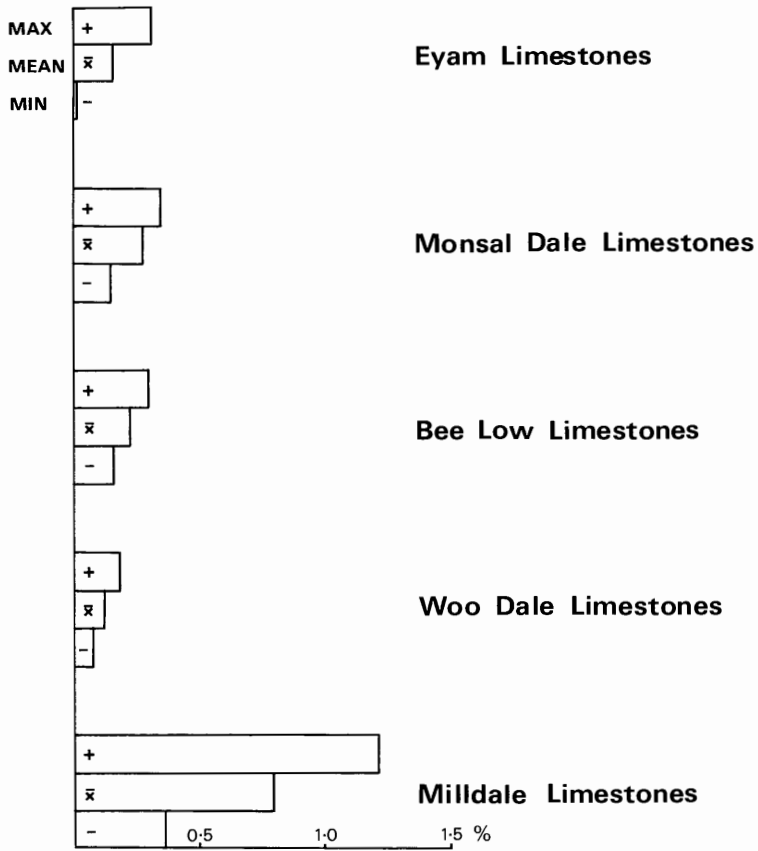 MAX +
Eyam Limestones
MEAN x̄
MIN -
+
Monsal Dale Limestones
x̄
-
+
Bee Low Limestones
x̄
-
+
Woo Dale Limestones
x̄
-
+
Milldale Limestones
x̄
- 0·5 1·0 1·5 %